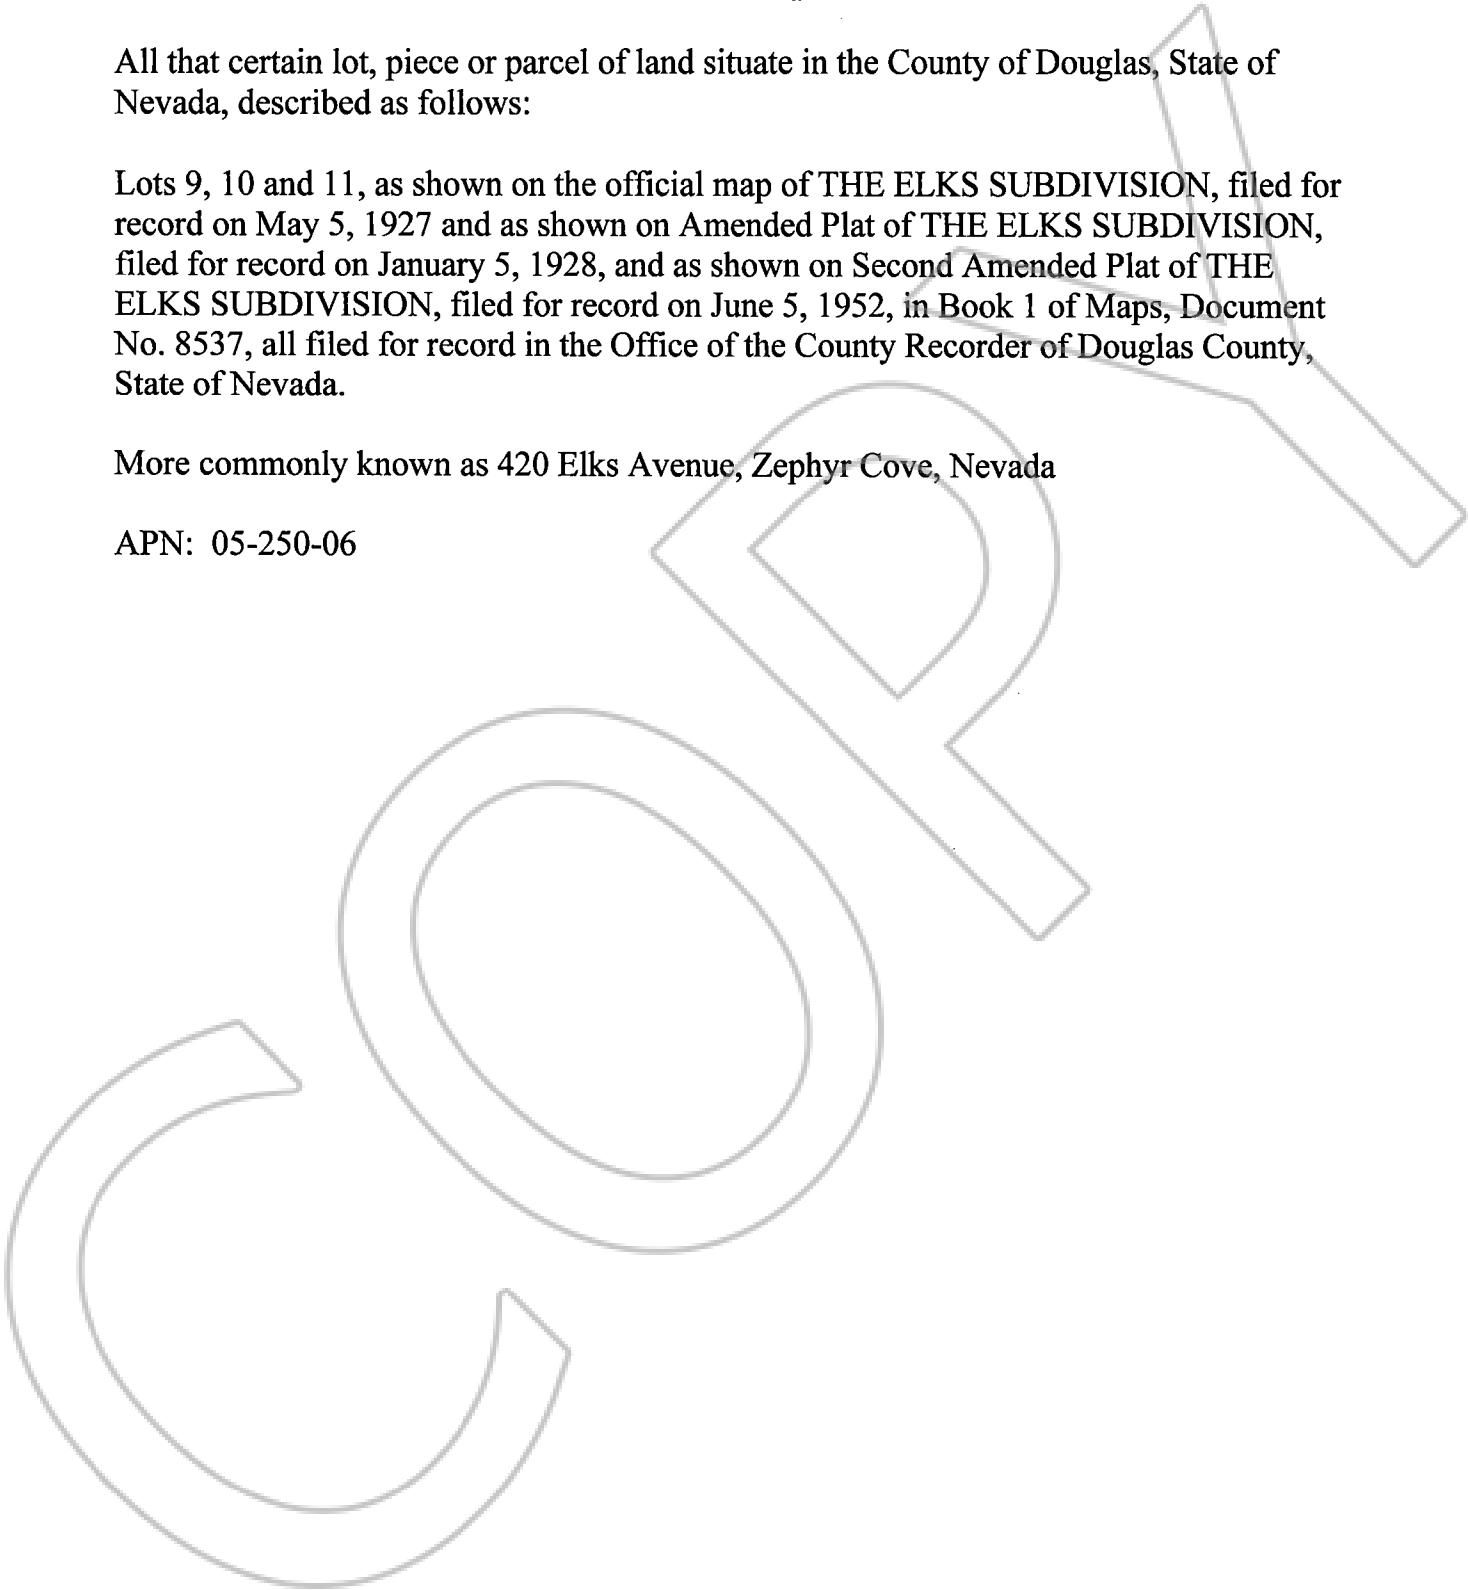 All that certain lot, piece or parcel of land situate in the County of Douglas, State of
Nevada, described as follows:
Lots 9, 10 and 11, as shown on the official map of THE ELKS SUBDIVISION, filed for
record on May 5, 1927 and as shown on Amended Plat of THE ELKS SUBDIVISION,
filed for record on January 5, 1928, and as shown on Second Amended Plat of THE
ELKS SUBDIVISION, filed for record on June 5, 1952, in Book 1 of Maps, Document
No. 8537, all filed for record in the Office of the County Recorder of Douglas County,
State of Nevada.
More commonly known as 420 Elks Avenue, Zephyr Cove, Nevada
APN: 05-250-06
COPY